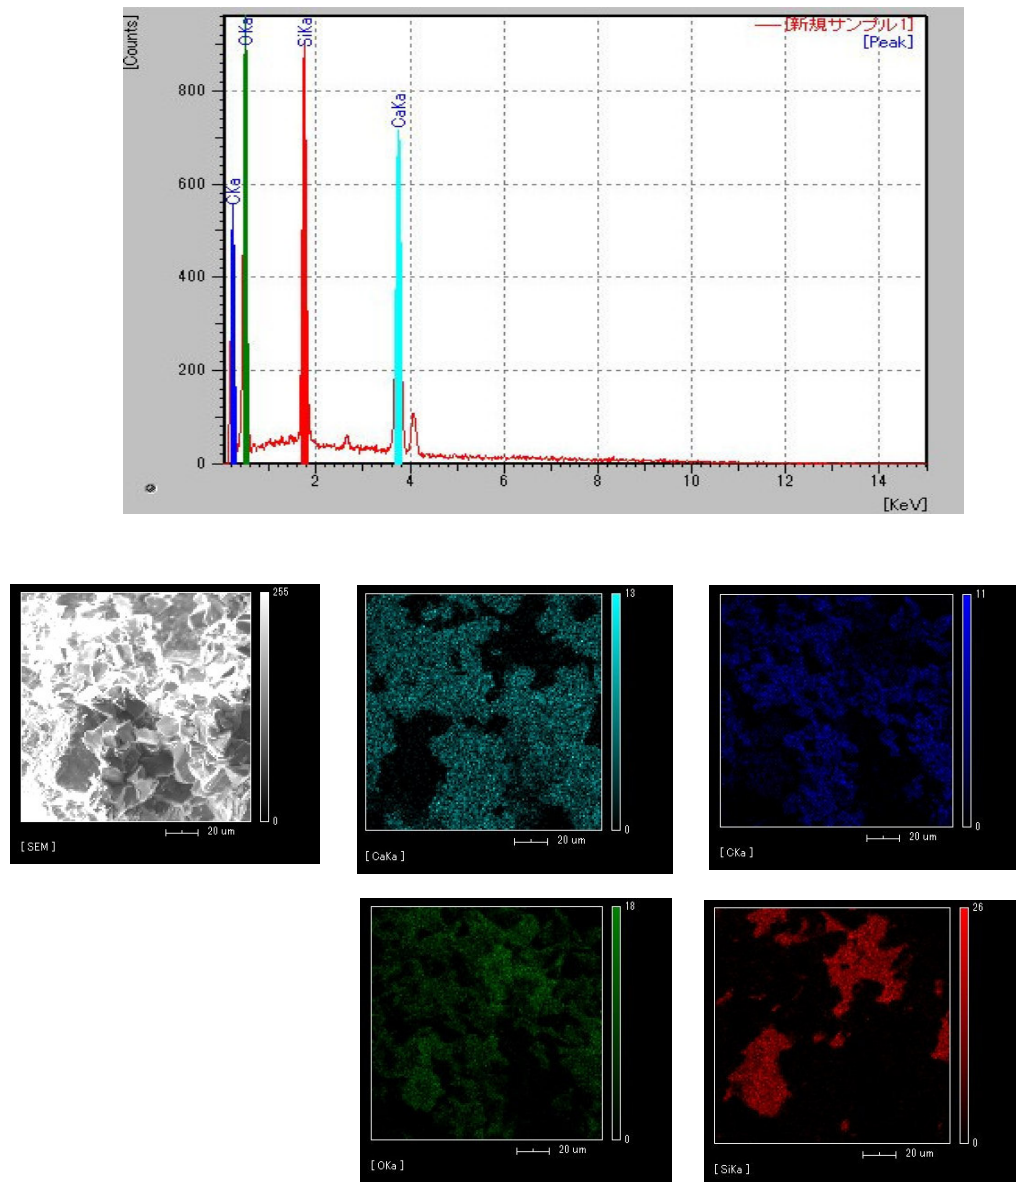 [Counts]
OKa
SiKa
[新規サンプル1]
[Peak]
CaKa
CKa
800
600
400
200
0
2 4 6 8 10 12 14
[KeV]
255
0
20 um
[ SEM ]
13
0
20 um
[ CaKa ]
11
0
20 um
[ CKa ]
18
0
20 um
[ OKa ]
26
0
20 um
[ SiKa ]